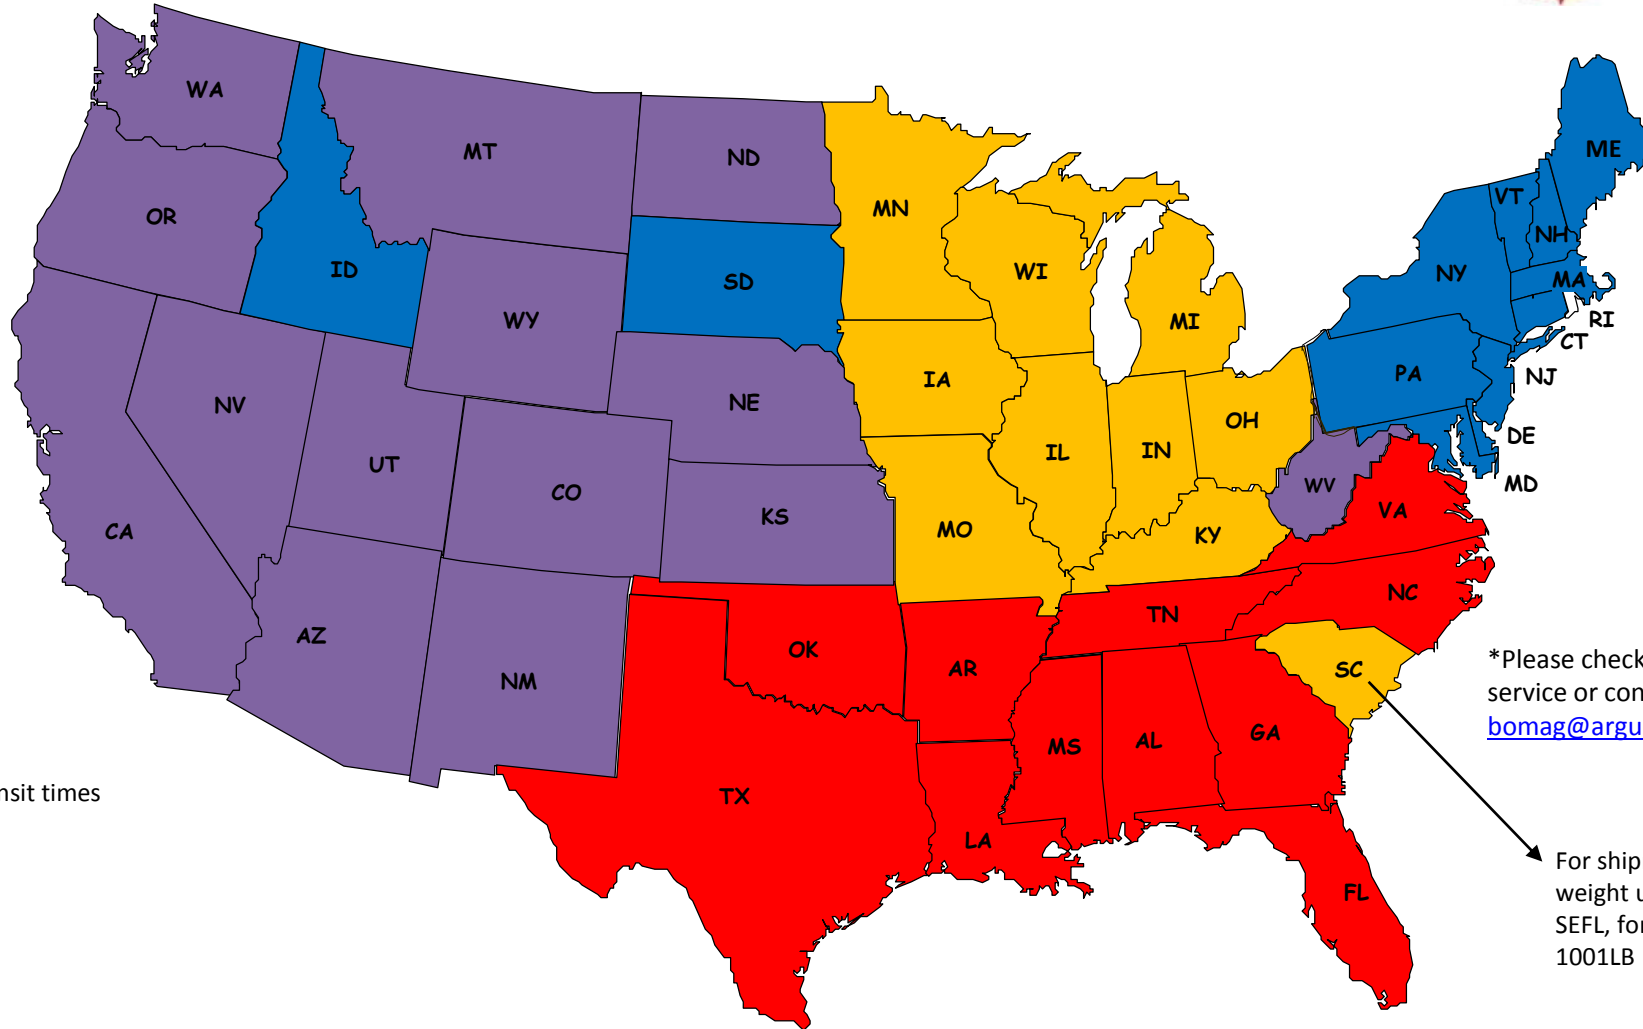 WA
MT
ND
MN
ME
VT
OR
NH
ID
SD
WI
NY
MA
WY
MI
RI
CT
IA
PA
NJ
NV
NE
OH
DE
UT
CO
IL
IN
WV
MD
CA
KS
MO
KY
VA
AZ
NM
OK
AR
TN
NC
SC
*Please check
service or con
bomag@argu
MS
AL
GA
nsit times
TX
LA
FL
For ship
weight u
SEFL, for
1001LB